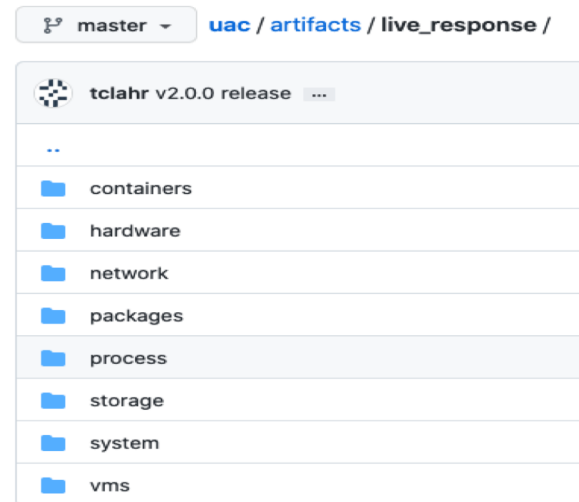 master uac / artifacts / live_response /
tclahr v2.0.0 release ...
..
containers
hardware
network
packages
process
storage
system
vms